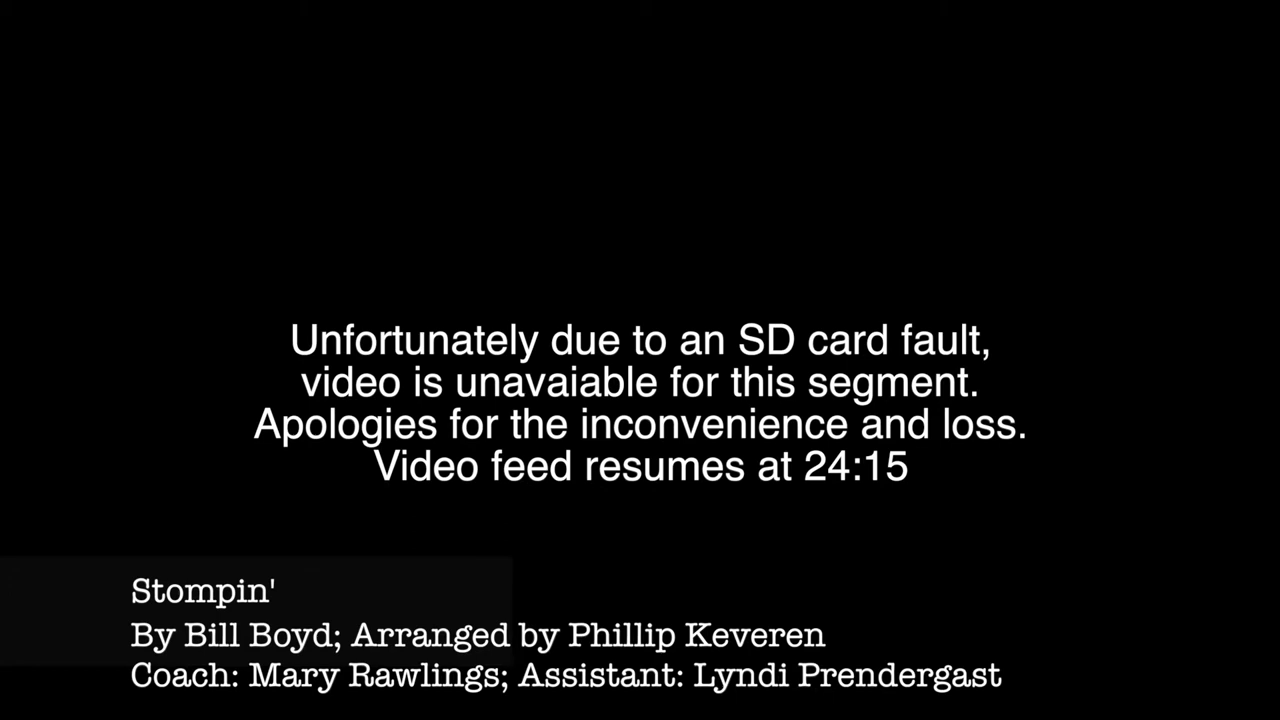 Unfortunately due to an SD card fault,
video is unavaiable for this segment.
Apologies for the inconvenience and loss.
Video feed resumes at 24:15
Stompin'
By Bill Boyd; Arranged by Phillip Keveren
Coach: Mary Rawlings; Assistant: Lyndi Prendergast